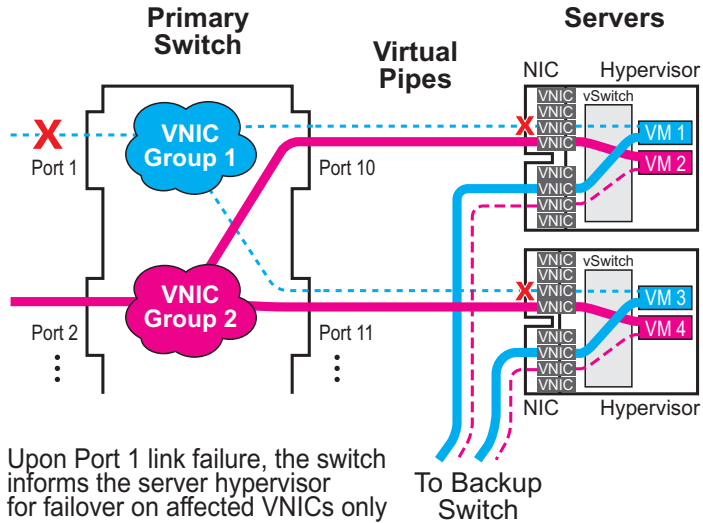 Primary
Switch
Virtual
Pipes
Servers
NIC
Hypervisor
VNIC
VNIC
VNIC
VNIC
vSwitch
VM 1
VM 2
X
X
VNIC
Group 1
Port 1
Port 10
VNIC
VNIC
VNIC
VNIC
VNIC
VNIC
VNIC
VNIC
vSwitch
VM 3
VM 4
X
VNIC
Group 2
Port 2
Port 11
VNIC
VNIC
VNIC
VNIC
NIC
Hypervisor
Upon Port 1 link failure, the switch
informs the server hypervisor
for failover on affected VNICs only
To Backup
Switch